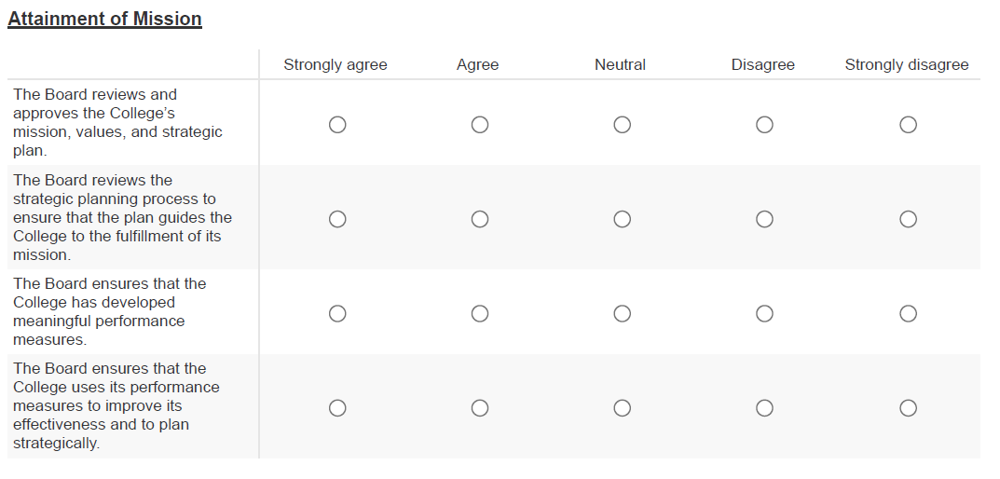 Attainment of Mission
Strongly agree Agree Neutral Disagree Strongly disagree
The Board reviews and
approves the College’s
mission, values, and strategic
plan.
The Board reviews the
strategic planning process to
ensure that the plan guides the
College to the fulfillment of its
mission.
The Board ensures that the
College has developed
meaningful performance
measures.
The Board ensures that the
College uses its performance
measures to improve its
effectiveness and to plan
strategically.